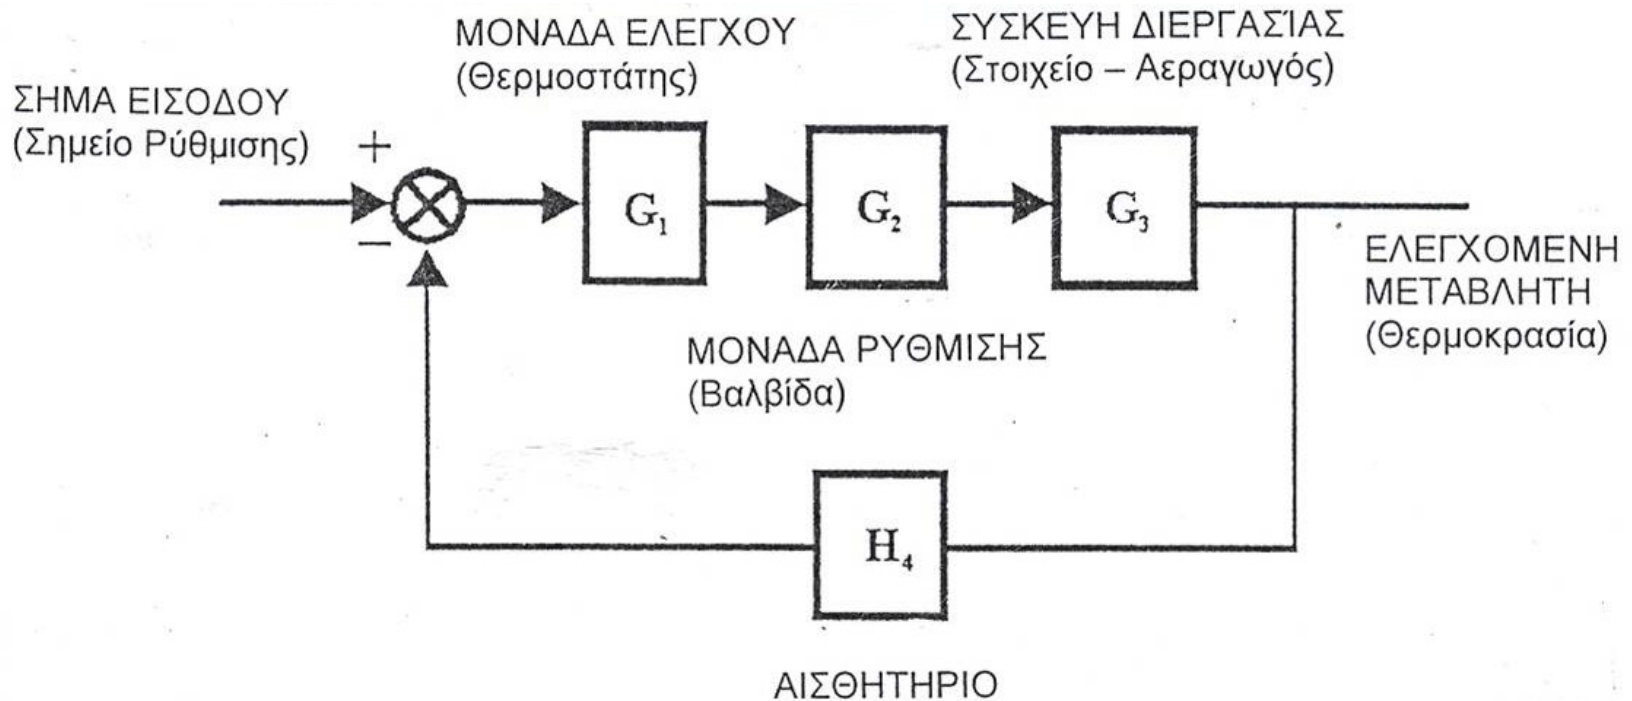 ΜΟΝΑΔΑ ΕΛΕΓΧΟΥ
(Θερμοστάτης)
ΣΥΣΚΕΥΗ ΔΙΕΡΓΑΣΊΑΣ
(Στοιχείο – Αεραγωγός)
ΣΗΜΑ ΕΙΣΟΔΟΥ
(Σημείο Ρύθμισης)
+
−
G₁
G₂
G₃
ΕΛΕΓΧΟΜΕΝΗ
ΜΕΤΑΒΛΗΤΗ
(Θερμοκρασία)
ΜΟΝΑΔΑ ΡΥΘΜΙΣΗΣ
(Βαλβίδα)
H₄
ΑΙΣΘΗΤΗΡΙΟ